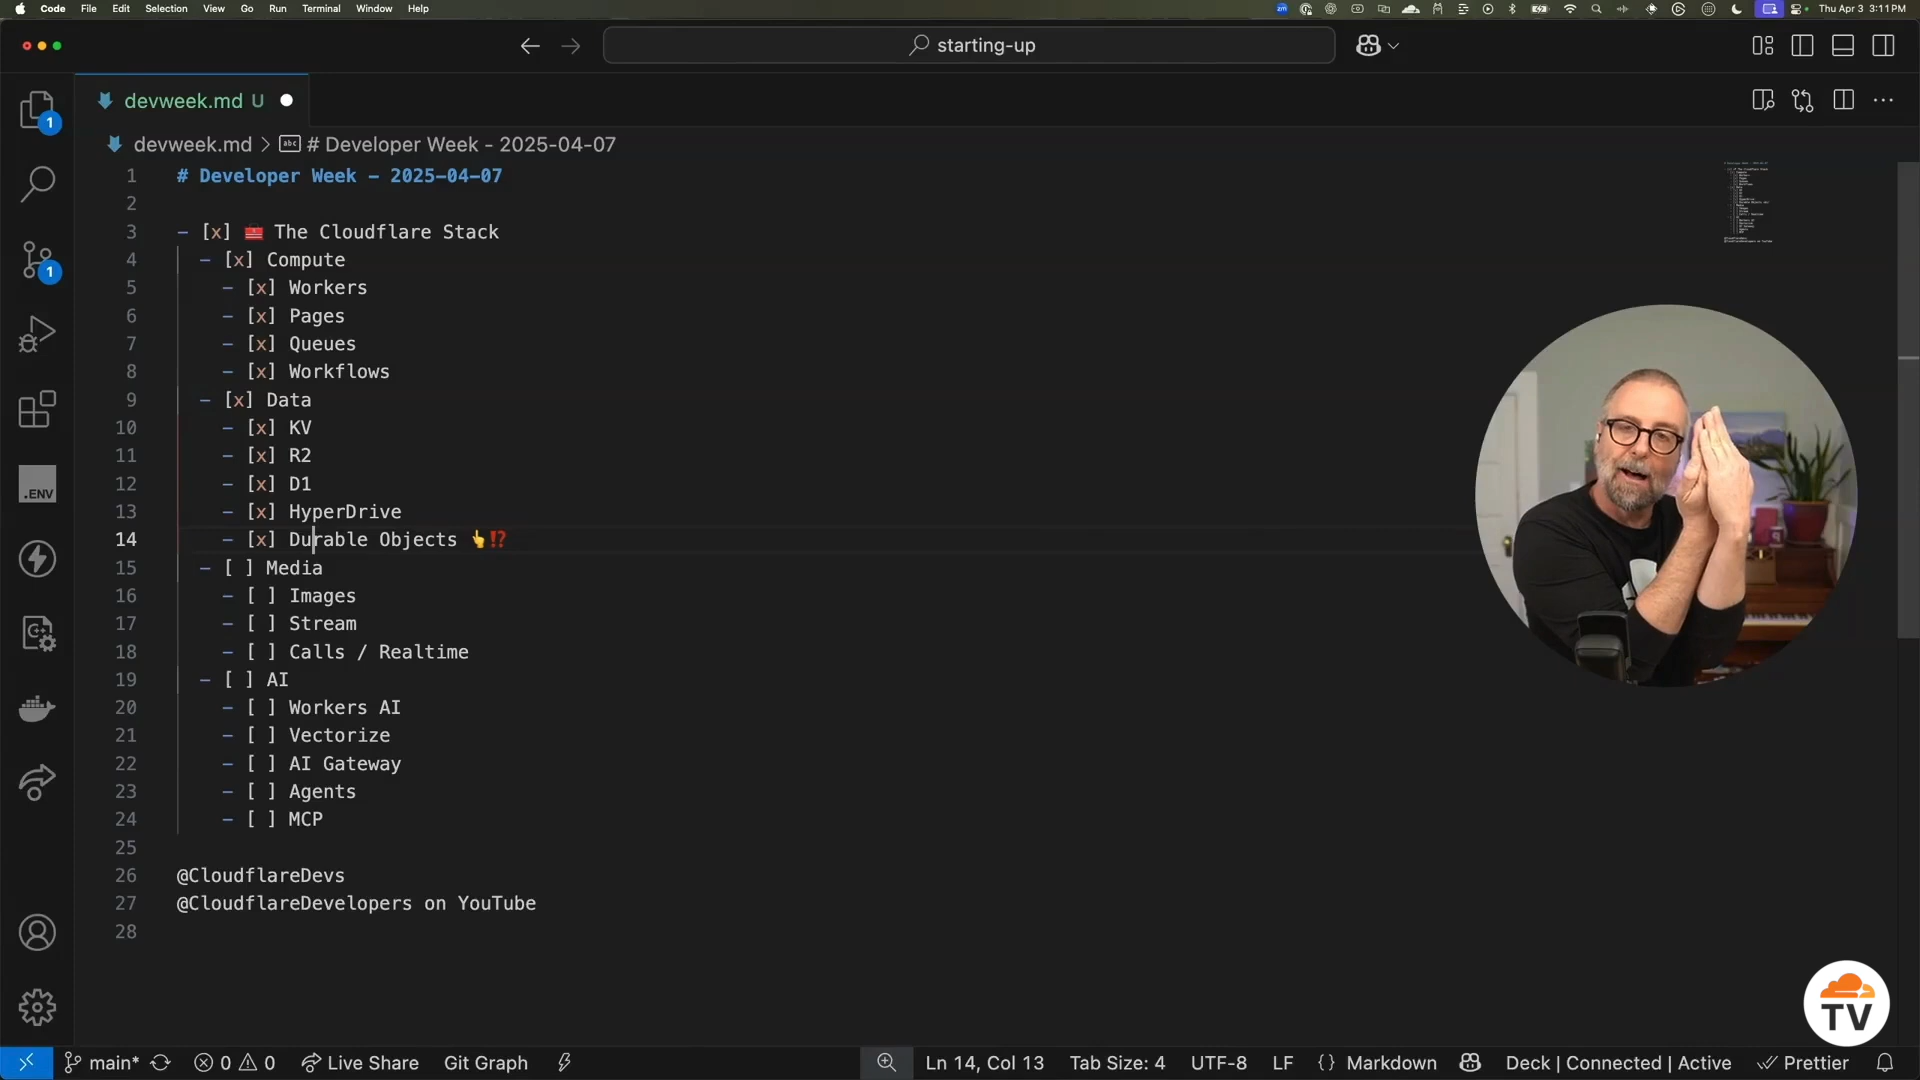 Code File Edit Selection View Go Run Terminal Window Help
zm
Thu Apr 3 3:11PM
starting-up
devweek.md U
devweek.md > abc # Developer Week - 2025-04-07
1 # Developer Week - 2025-04-07
2
3 - [x] 🧰 The Cloudflare Stack
4 - [x] Compute
5 - [x] Workers
6 - [x] Pages
7 - [x] Queues
8 - [x] Workflows
9 - [x] Data
10 - [x] KV
11 - [x] R2
12 - [x] D1
13 - [x] HyperDrive
14 - [x] Durable Objects 👆⁉️
15 - [ ] Media
16 - [ ] Images
17 - [ ] Stream
18 - [ ] Calls / Realtime
19 - [ ] AI
20 - [ ] Workers AI
21 - [ ] Vectorize
22 - [ ] AI Gateway
23 - [ ] Agents
24 - [ ] MCP
25
26 @CloudflareDevs
27 @CloudflareDevelopers on YouTube
28
1
1
.ENV
TV
main* 0 0 Live Share Git Graph
Ln 14, Col 13 Tab Size: 4 UTF-8 LF {} Markdown Deck | Connected | Active Prettier